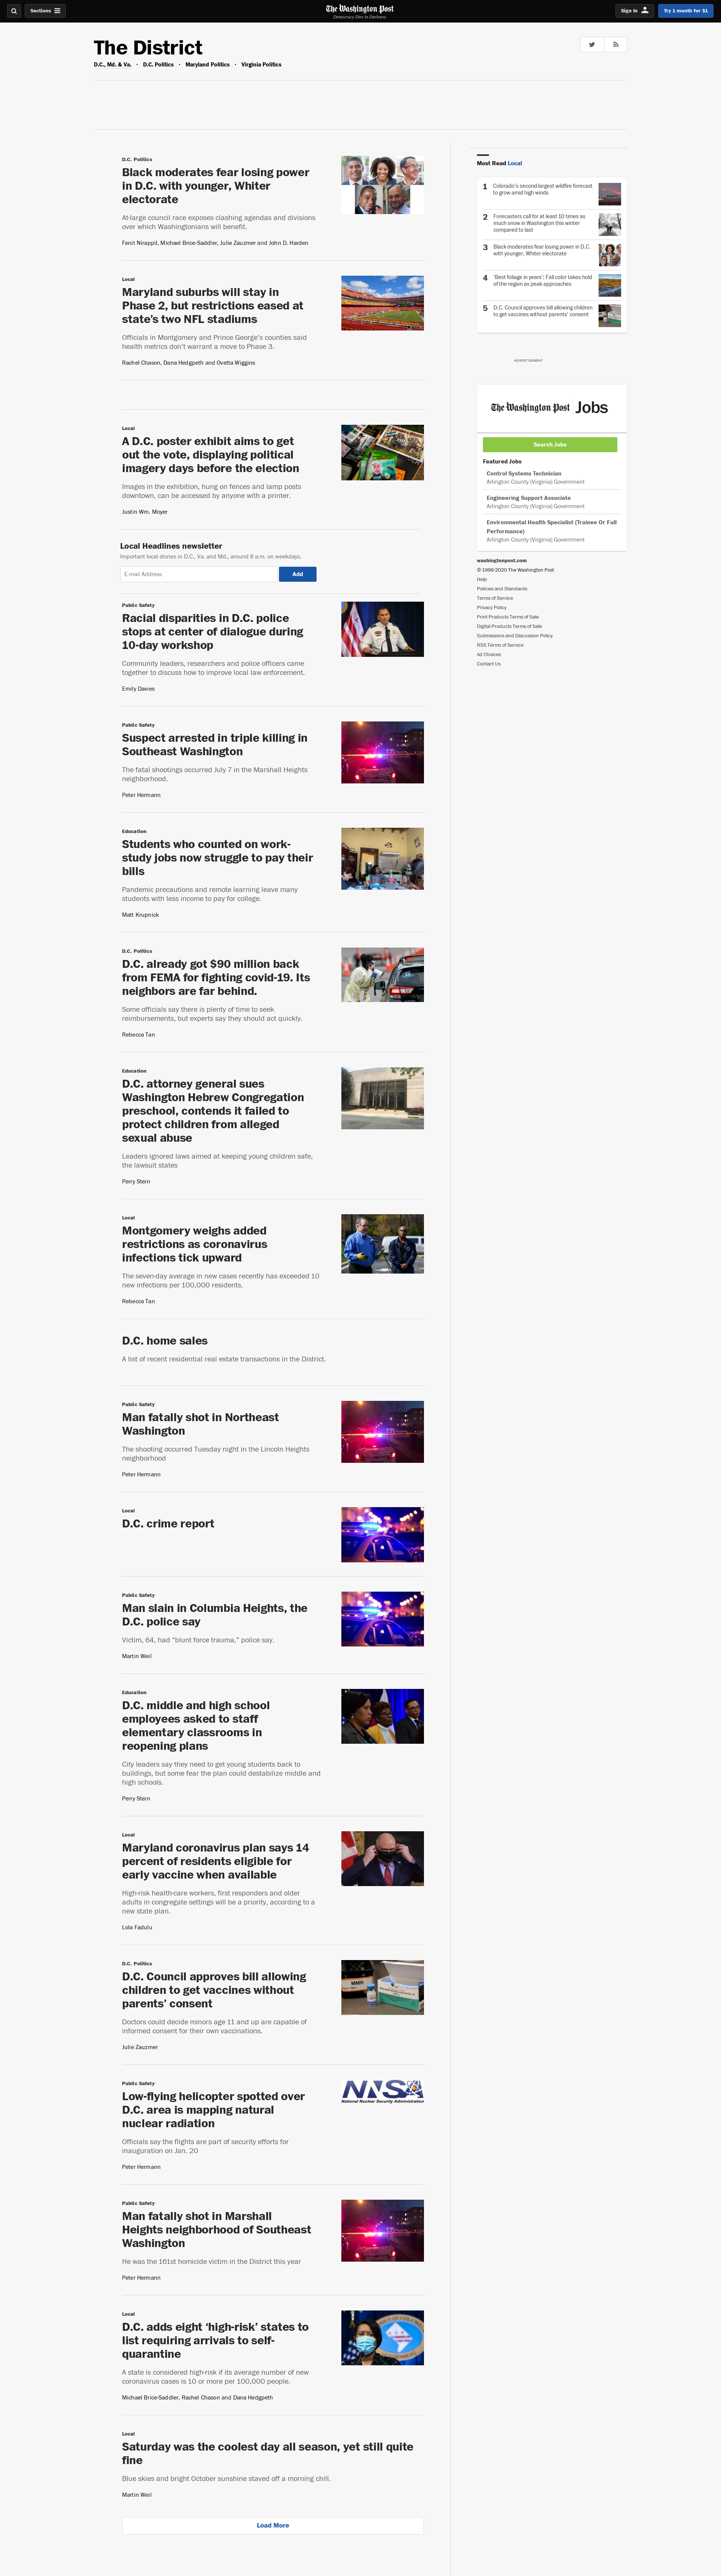 Sections
The Washington Post
Democracy Dies in Darkness
Sign In
Try 1 month for $1
The District
D.C., Md. & Va. · D.C. Politics · Maryland Politics · Virginia Politics
D.C. Politics
Black moderates fear losing power
in D.C. with younger, Whiter
electorate
At-large council race exposes clashing agendas and divisions
over which Washingtonians will benefit.
Fenit Nirappil, Michael Brice-Saddler, Julie Zauzmer and John D. Harden
Local
Maryland suburbs will stay in
Phase 2, but restrictions eased at
state's two NFL stadiums
Officials in Montgomery and Prince George's counties said
health metrics don't warrant a move to Phase 3.
Rachel Chason, Dana Hedgpeth and Ovetta Wiggins
Local
A D.C. poster exhibit aims to get
out the vote, displaying political
imagery days before the election
Images in the exhibition, hung on fences and lamp posts
downtown, can be accessed by anyone with a printer.
Justin Wm. Moyer
Local Headlines newsletter
Important local stories in D.C., Va. and Md., around 8 a.m. on weekdays.
E-mail Address
Add
Public Safety
Racial disparities in D.C. police
stops at center of dialogue during
10-day workshop
Community leaders, researchers and police officers came
together to discuss how to improve local law enforcement.
Emily Davies
Public Safety
Suspect arrested in triple killing in
Southeast Washington
The fatal shootings occurred July 7 in the Marshall Heights
neighborhood.
Peter Hermann
Education
Students who counted on work-
study jobs now struggle to pay their
bills
Pandemic precautions and remote learning leave many
students with less income to pay for college.
Matt Krupnick
D.C. Politics
D.C. already got $90 million back
from FEMA for fighting covid-19. Its
neighbors are far behind.
Some officials say there is plenty of time to seek
reimbursements, but experts say they should act quickly.
Rebecca Tan
Education
D.C. attorney general sues
Washington Hebrew Congregation
preschool, contends it failed to
protect children from alleged
sexual abuse
Leaders ignored laws aimed at keeping young children safe,
the lawsuit states
Perry Stein
Local
Montgomery weighs added
restrictions as coronavirus
infections tick upward
The seven-day average in new cases recently has exceeded 10
new infections per 100,000 residents.
Rebecca Tan
D.C. home sales
A list of recent residential real estate transactions in the District.
Public Safety
Man fatally shot in Northeast
Washington
The shooting occurred Tuesday night in the Lincoln Heights
neighborhood
Peter Hermann
Local
D.C. crime report
Public Safety
Man slain in Columbia Heights, the
D.C. police say
Victim, 64, had "blunt force trauma," police say.
Martin Weil
Education
D.C. middle and high school
employees asked to staff
elementary classrooms in
reopening plans
City leaders say they need to get young students back to
buildings, but some fear the plan could destabilize middle and
high schools.
Perry Stein
Local
Maryland coronavirus plan says 14
percent of residents eligible for
early vaccine when available
High-risk health-care workers, first responders and older
adults in congregate settings will be a priority, according to a
new state plan.
Lola Fadulu
D.C. Politics
D.C. Council approves bill allowing
children to get vaccines without
parents' consent
Doctors could decide minors age 11 and up are capable of
informed consent for their own vaccinations.
Julie Zauzmer
MMR
Public Safety
Low-flying helicopter spotted over
D.C. area is mapping natural
nuclear radiation
Officials say the flights are part of security efforts for
inauguration on Jan. 20
Peter Hermann
NNSA
National Nuclear Security Administration
Public Safety
Man fatally shot in Marshall
Heights neighborhood of Southeast
Washington
He was the 161st homicide victim in the District this year
Peter Hermann
Local
D.C. adds eight 'high-risk' states to
list requiring arrivals to self-
quarantine
A state is considered high-risk if its average number of new
coronavirus cases is 10 or more per 100,000 people.
Michael Brice-Saddler, Rachel Chason and Dana Hedgpeth
Local
Saturday was the coolest day all season, yet still quite
fine
Blue skies and bright October sunshine staved off a morning chill.
Martin Weil
Load More
Most Read Local
1 Colorado's second-largest wildfire forecast
to grow amid high winds
2 Forecasters call for at least 10 times as
much snow in Washington this winter
compared to last
3 Black moderates fear losing power in D.C.
with younger, Whiter electorate
4 'Best foliage in years': Fall color takes hold
of the region as peak approaches
5 D.C. Council approves bill allowing children
to get vaccines without parents' consent
ADVERTISEMENT
The Washington Post Jobs
Search Jobs
Featured Jobs
Control Systems Technician
Arlington County (Virginia) Government
Engineering Support Associate
Arlington County (Virginia) Government
Environmental Health Specialist (Trainee Or Full
Performance)
Arlington County (Virginia) Government
washingtonpost.com
© 1996-2020 The Washington Post
Help
Policies and Standards
Terms of Service
Privacy Policy
Print Products Terms of Sale
Digital Products Terms of Sale
Submissions and Discussion Policy
RSS Terms of Service
Ad Choices
Contact Us